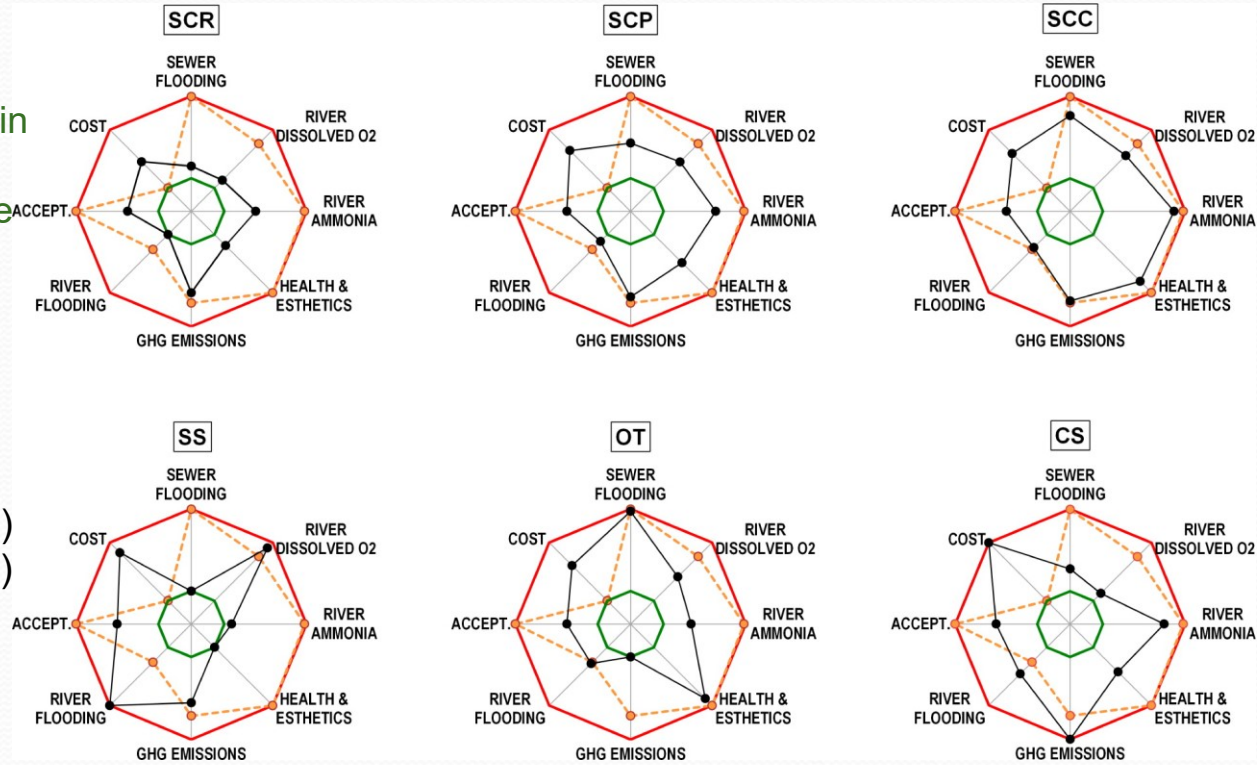 SCR
SEWER
FLOODING
RIVER
DISSOLVED O2
RIVER
AMMONIA
HEALTH &
ESTHETICS
GHG EMISSIONS
RIVER
FLOODING
ACCEPT.
COST
SCP
SEWER
FLOODING
RIVER
DISSOLVED O2
RIVER
AMMONIA
HEALTH &
ESTHETICS
GHG EMISSIONS
RIVER
FLOODING
ACCEPT.
COST
SCC
SEWER
FLOODING
RIVER
DISSOLVED O2
RIVER
AMMONIA
HEALTH &
ESTHETICS
GHG EMISSIONS
RIVER
FLOODING
ACCEPT.
COST
in
e
SS
SEWER
FLOODING
RIVER
DISSOLVED O2
RIVER
AMMONIA
HEALTH &
ESTHETICS
GHG EMISSIONS
RIVER
FLOODING
ACCEPT.
COST
)
)
OT
SEWER
FLOODING
RIVER
DISSOLVED O2
RIVER
AMMONIA
HEALTH &
ESTHETICS
GHG EMISSIONS
RIVER
FLOODING
ACCEPT.
COST
CS
SEWER
FLOODING
RIVER
DISSOLVED O2
RIVER
AMMONIA
HEALTH &
ESTHETICS
GHG EMISSIONS
RIVER
FLOODING
ACCEPT.
COST